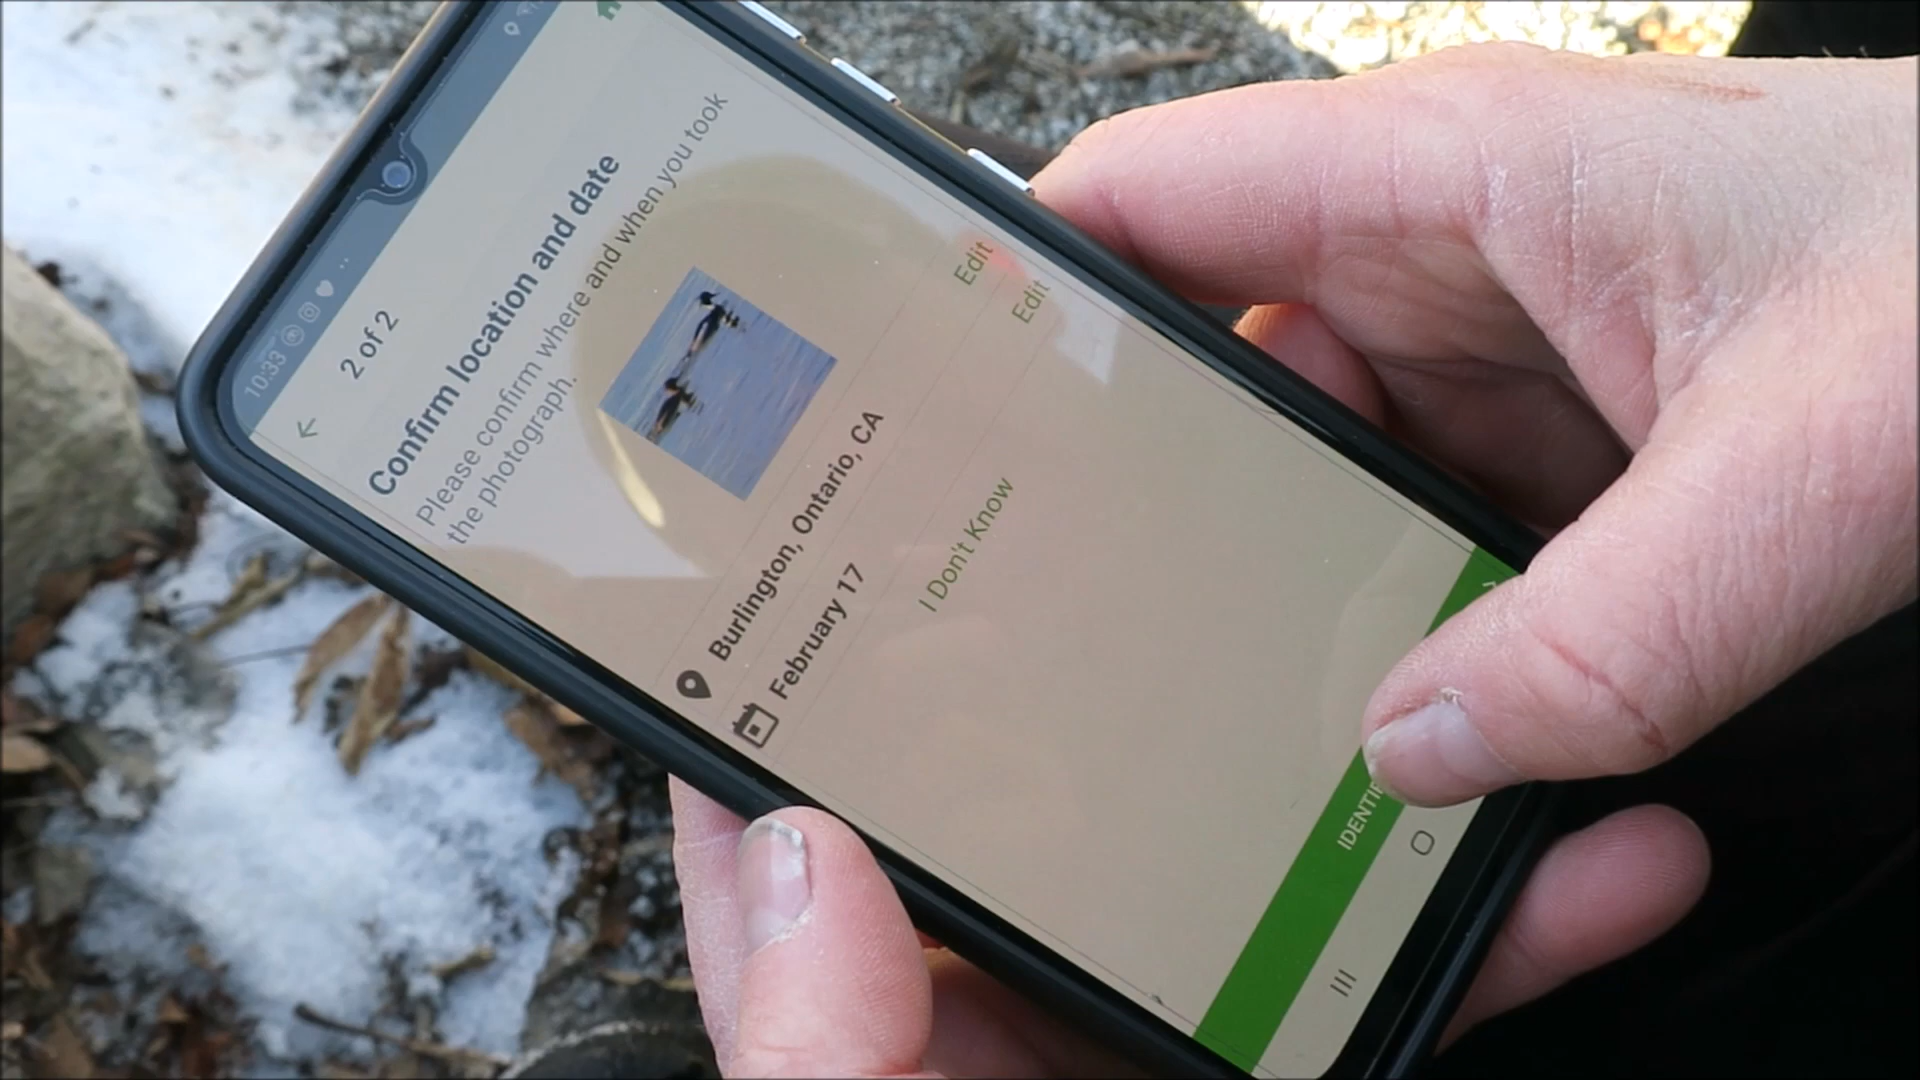 10:33
2 of 2
Confirm location and date
Please confirm where and when you took
the photograph.
Burlington, Ontario, CA Edit
February 17 Edit
I Don't Know